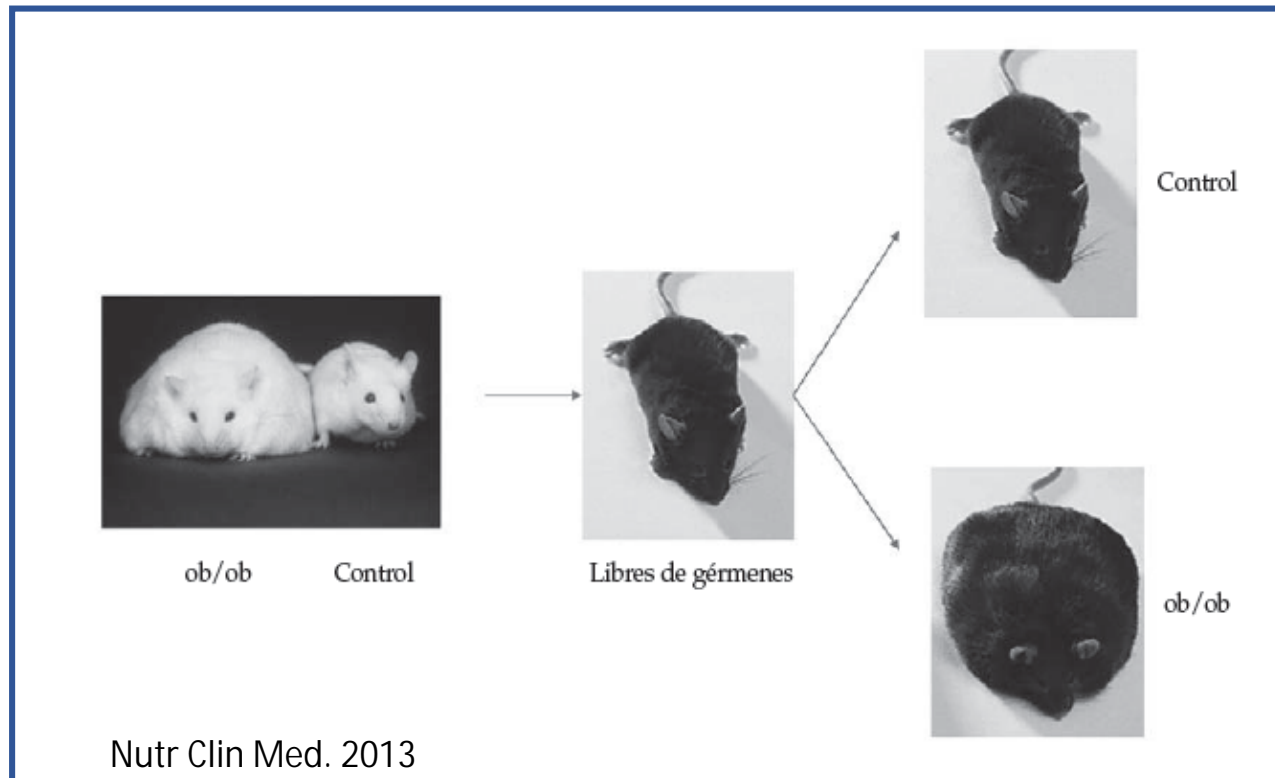 Control
ob/ob Control
Libres de gérmenes
ob/ob
Nutr Clin Med. 2013